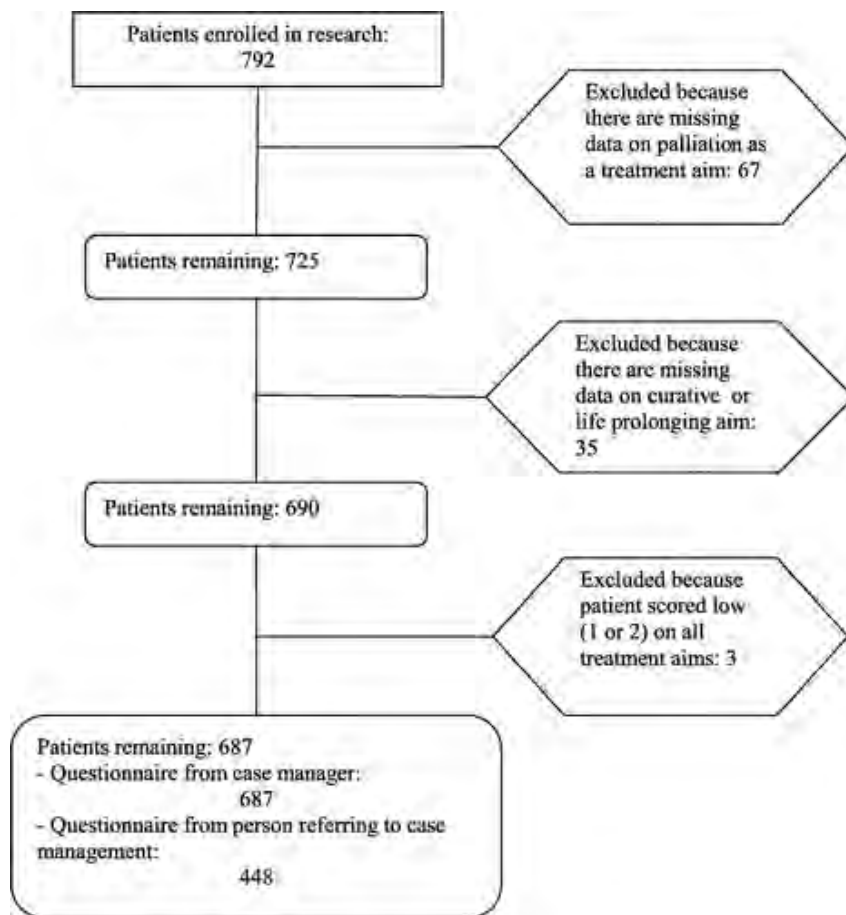 Patients enrolled in research:
792
Excluded because
there are missing
data on palliation as
a treatment aim: 67
Patients remaining: 725
Excluded because
there are missing
data on curative or
life prolonging aim:
35
Patients remaining: 690
Excluded because
patient scored low
(1 or 2) on all
treatment aims: 3
Patients remaining: 687
- Questionnaire from case manager:
687
- Questionnaire from person referring to case
management:
448